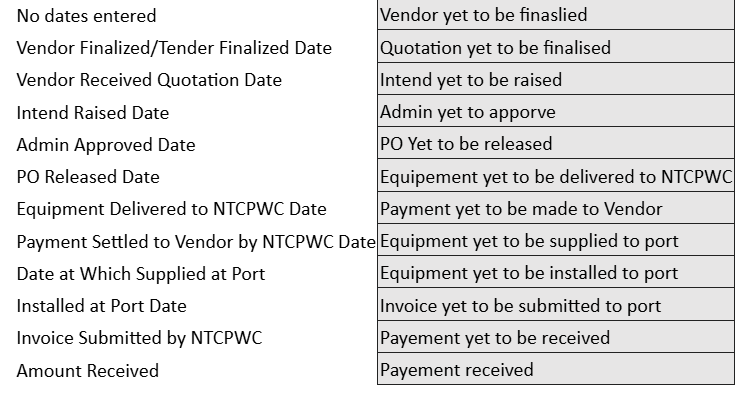 No dates entered Vendor yet to be finaslied
Vendor Finalized/Tender Finalized Date Quotation yet to be finalised
Vendor Received Quotation Date Intend yet to be raised
Intend Raised Date Admin yet to apporve
Admin Approved Date PO Yet to be released
PO Released Date Equipement yet to be delivered to NTCPWC
Equipment Delivered to NTCPWC Date Payment yet to be made to Vendor
Payment Settled to Vendor by NTCPWC Date Equipment yet to be supplied to port
Date at Which Supplied at Port Equipment yet to be installed to port
Installed at Port Date Invoice yet to be submitted to port
Invoice Submitted by NTCPWC Payement yet to be received
Amount Received Payement received